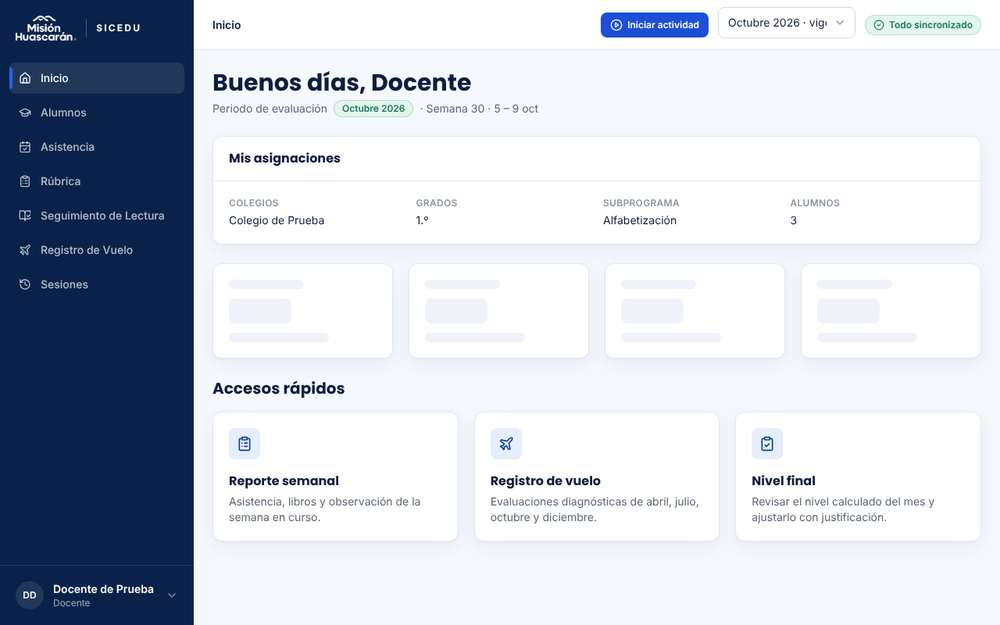 Misión
Huascarán.
SICEDU
Inicio
Alumnos
Asistencia
Rúbrica
Seguimiento de Lectura
Registro de Vuelo
Sesiones
DD
Docente de Prueba
Docente
Inicio
Iniciar actividad
Octubre 2026 · vig
Todo sincronizado
Buenos días, Docente
Periodo de evaluación Octubre 2026 · Semana 30 · 5 – 9 oct
Mis asignaciones
COLEGIOS
Colegio de Prueba
GRADOS
1.º
SUBPROGRAMA
Alfabetización
ALUMNOS
3
Accesos rápidos
Reporte semanal
Asistencia, libros y observación de la
semana en curso.
Registro de vuelo
Evaluaciones diagnósticas de abril, julio,
octubre y diciembre.
Nivel final
Revisar el nivel calculado del mes y
ajustarlo con justificación.